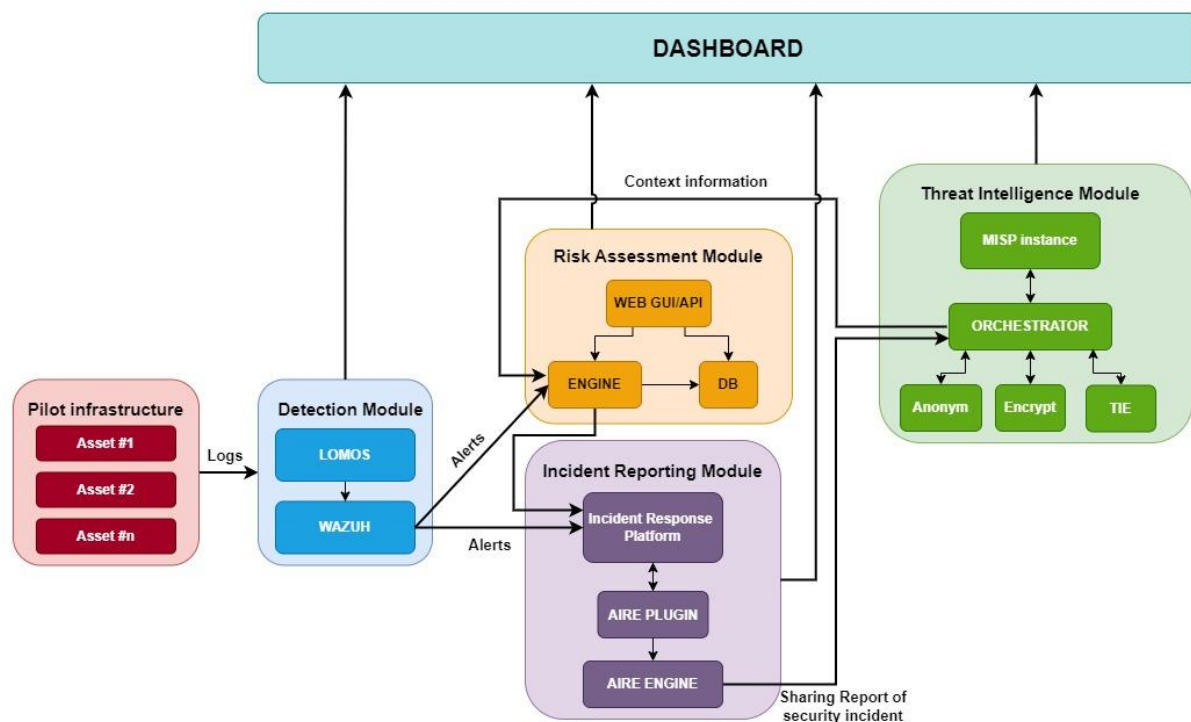 DASHBOARD
Context information
Threat Intelligence Module
MISP instance
ORCHESTRATOR
Anonym
Encrypt
TIE
Risk Assessment Module
WEB GUI/API
ENGINE
DB
Pilot infrastructure
Asset #1
Asset #2
Asset #n
Logs
Detection Module
LOMOS
WAZUH
Alerts
Alerts
Incident Reporting Module
Incident Response
Platform
AIRE PLUGIN
AIRE ENGINE
Sharing Report of
security incident